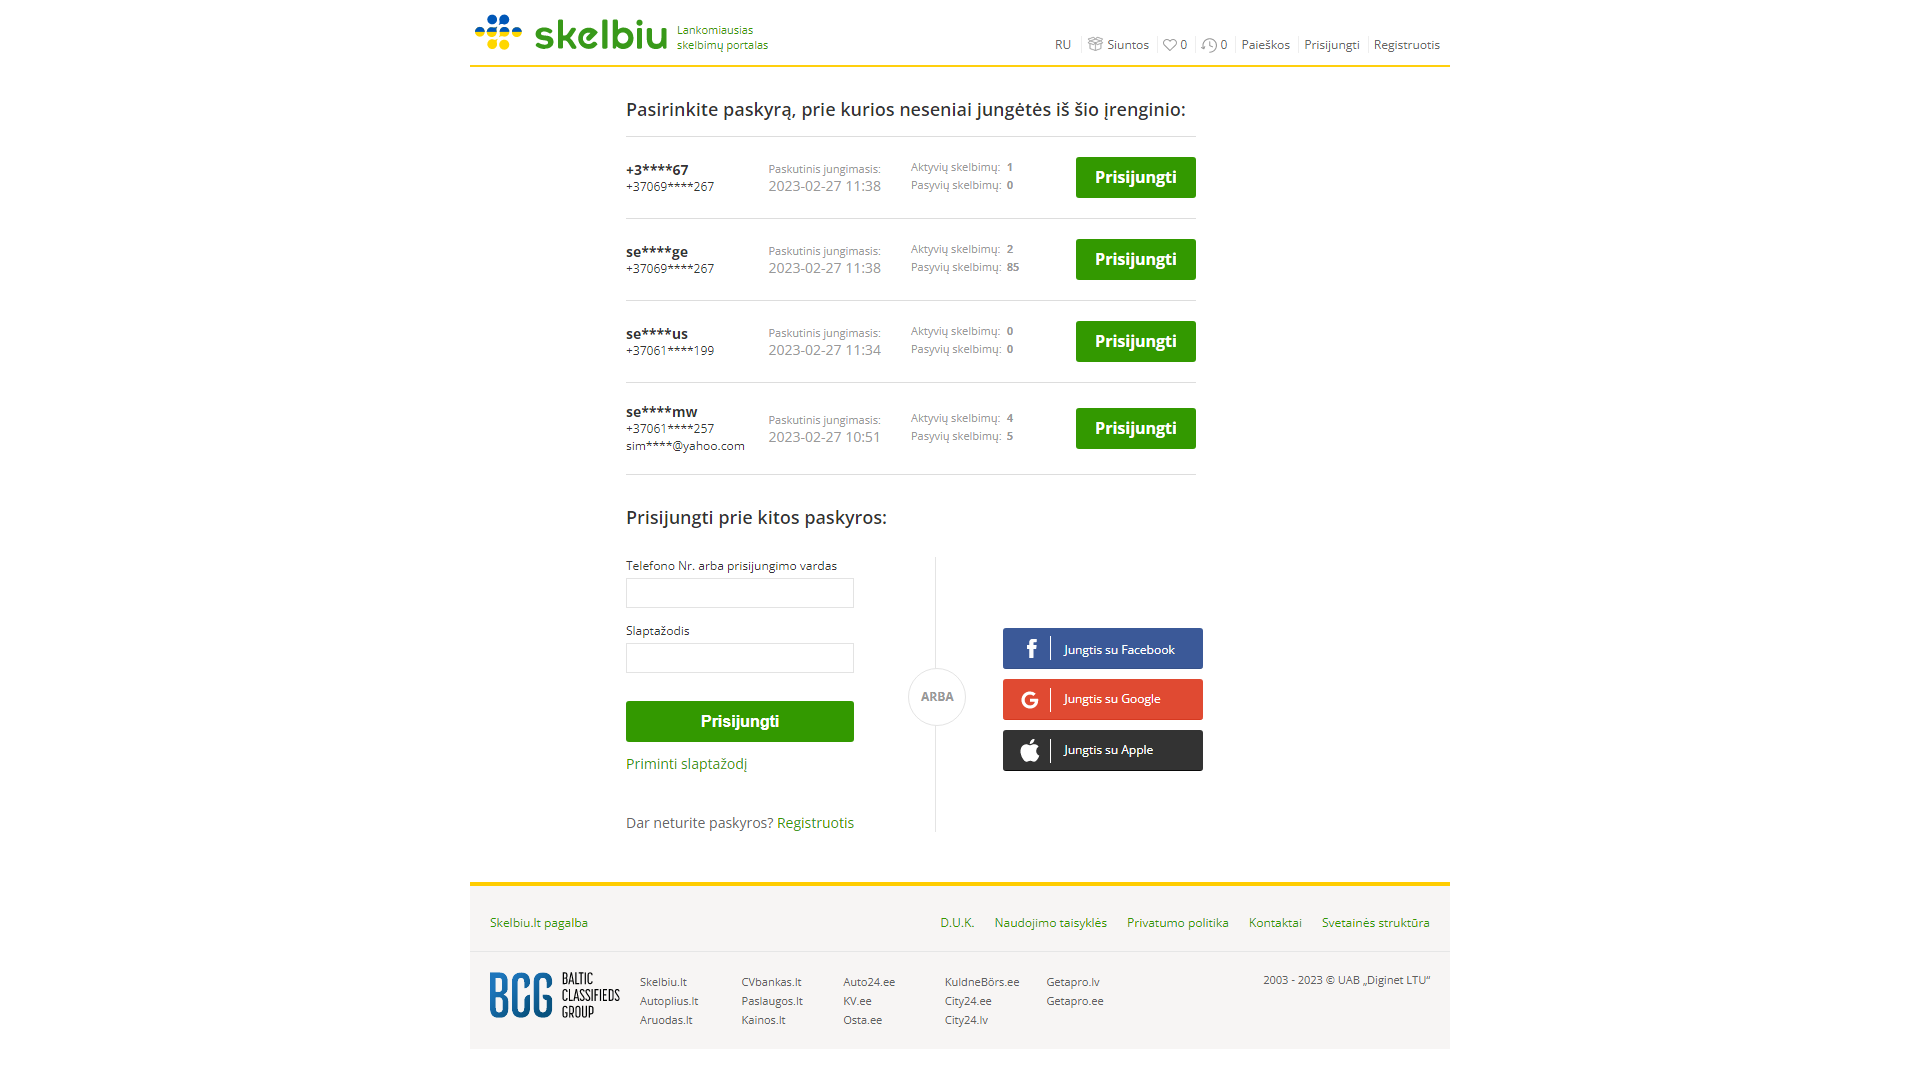 skelbiu
Lankomiausias
skelbimų portalas
RU
Siuntos
0
0
Paieškos
Prisijungti
Registruotis
Pasirinkite paskyrą, prie kurios neseniai jungėtės iš šio įrenginio:
+3****67
+37069****267
Paskutinis jungimasis:
2023-02-27 11:38
Aktyvių skelbimų: 1
Pasyvių skelbimų: 0
Prisijungti
se****ge
+37069****267
Paskutinis jungimasis:
2023-02-27 11:38
Aktyvių skelbimų: 2
Pasyvių skelbimų: 85
Prisijungti
se****us
+37061****199
Paskutinis jungimasis:
2023-02-27 11:34
Aktyvių skelbimų: 0
Pasyvių skelbimų: 0
Prisijungti
se****mw
+37061****257
sim****@yahoo.com
Paskutinis jungimasis:
2023-02-27 10:51
Aktyvių skelbimų: 4
Pasyvių skelbimų: 5
Prisijungti
Prisijungti prie kitos paskyros:
Telefono Nr. arba prisijungimo vardas
Slaptažodis
Prisijungti
Priminti slaptažodį
Dar neturite paskyros? Registruotis
ARBA
Jungtis su Facebook
Jungtis su Google
Jungtis su Apple
Skelbiu.lt pagalba
D.U.K.
Naudojimo taisyklės
Privatumo politika
Kontaktai
Svetainės struktūra
BCG
BALTIC
CLASSIFIEDS
GROUP
Skelbiu.lt
Autoplius.lt
Aruodas.lt
CVbankas.lt
Paslaugos.lt
Kainos.lt
Auto24.ee
KV.ee
Osta.ee
KuldneBörs.ee
City24.ee
City24.lv
Getapro.lv
Getapro.ee
2003 - 2023 © UAB „Diginet LTU“